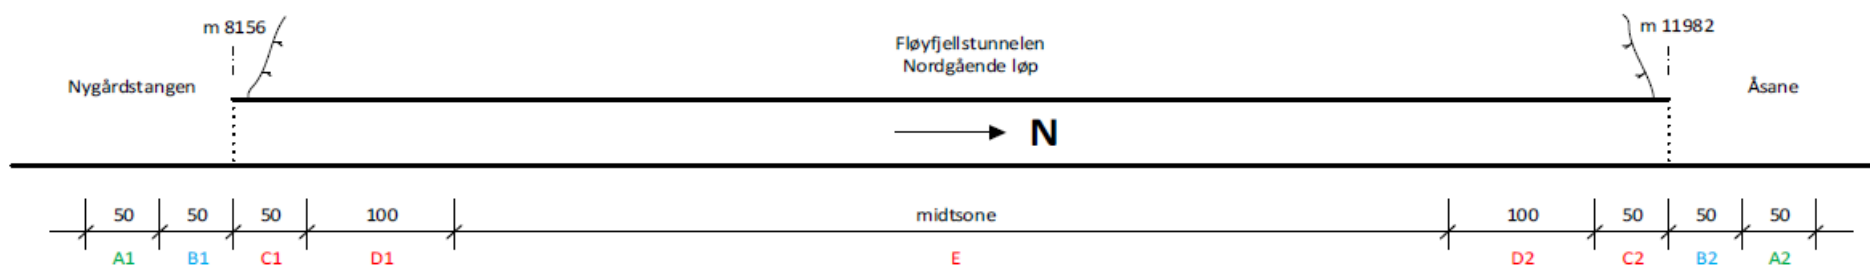 m 8156
Fløyfjellstunnelen
Nordgående løp
m 11982
Nygårdstangen
Åsane
N
50 50 50 100 midtsone 100 50 50 50
A1 B1 C1 D1 E D2 C2 B2 A2